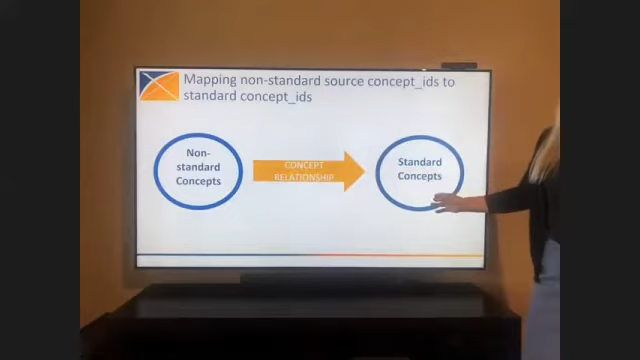 Mapping non-standard source concept_ids to
standard concept_ids
Non-
standard
Concepts
CONCEPT
RELATIONSHIP
Standard
Concepts